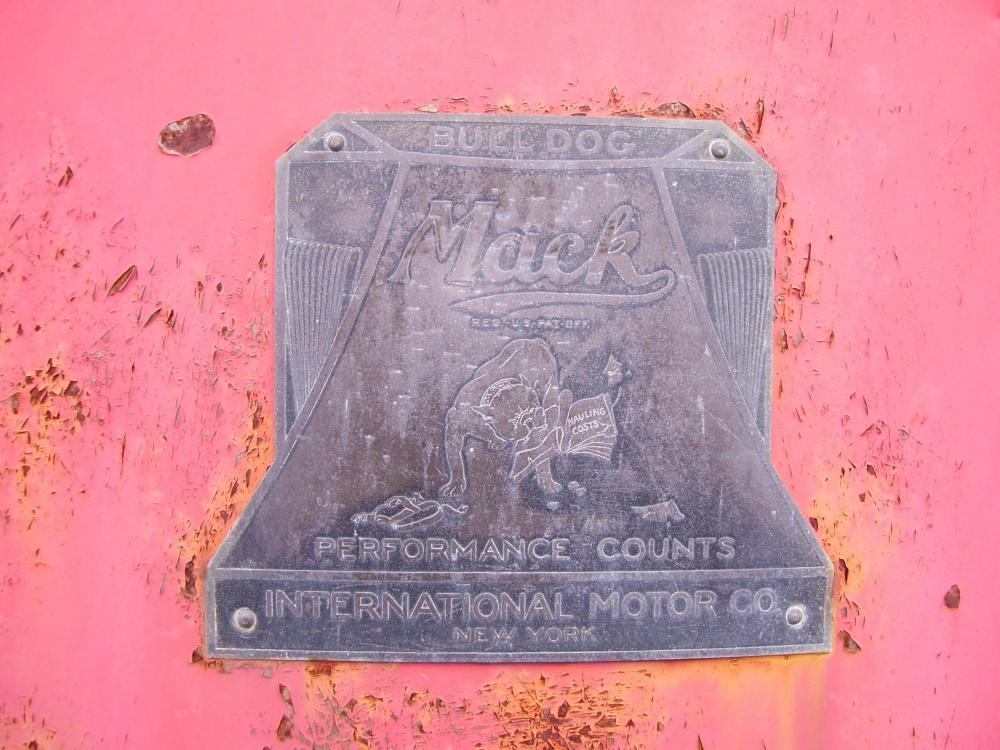 BULL DOG
Mack
REG. U.S. PAT. OFF.
HAULING
COSTS
PERFORMANCE COUNTS
INTERNATIONAL MOTOR CO.
NEW YORK